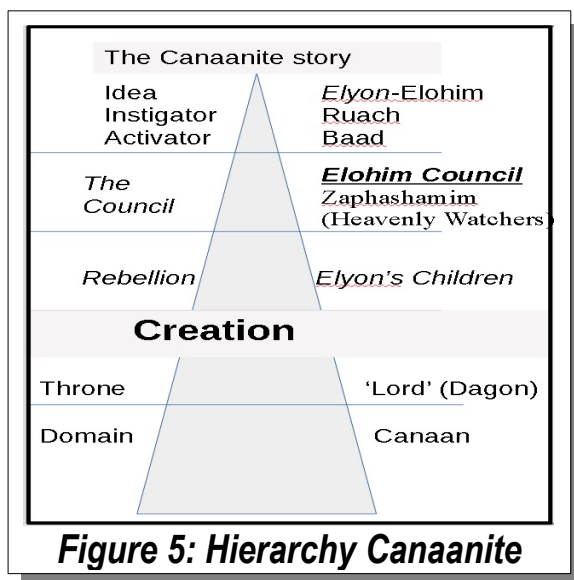 The Canaanite story
Idea Elyon-Elohim
Instigator Ruach
Activator Baad
The Elohim Council
Council Zaphashamim
(Heavenly Watchers)
Rebellion Elyon's Children
Creation
Throne ‘Lord’ (Dagon)
Domain Canaan
Figure 5: Hierarchy Canaanite